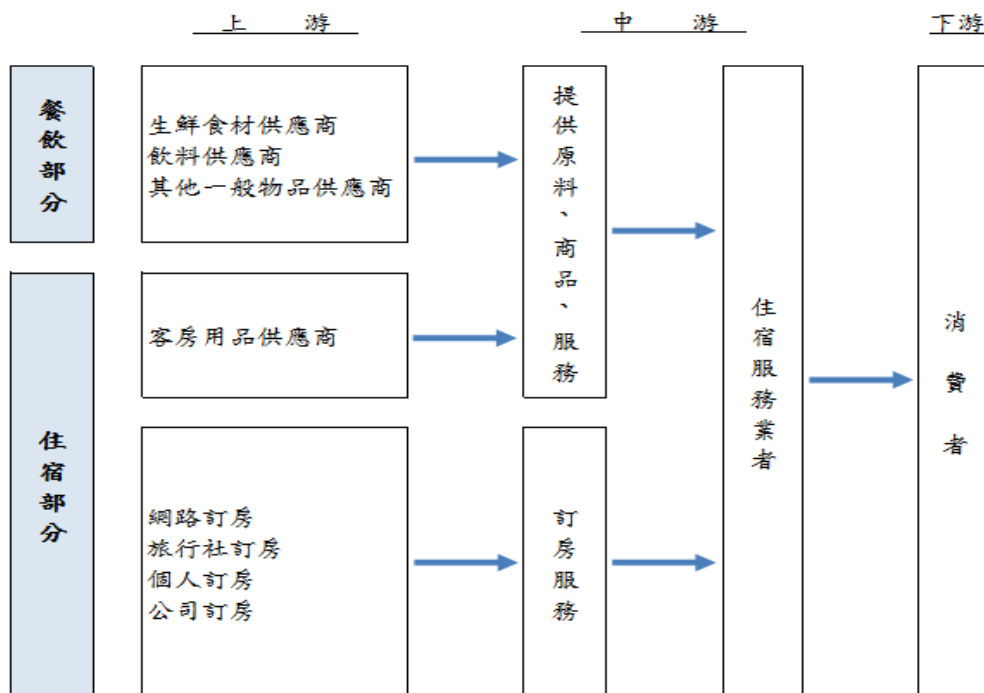 上 游
中 游
下游
餐飲部分
生鮮食材供應商
飲料供應商
其他一般物品供應商
提供原料、商品、服務
住宿部分
客房用品供應商
網路訂房
旅行社訂房
個人訂房
公司訂房
訂房服務
住宿服務業者
消費者